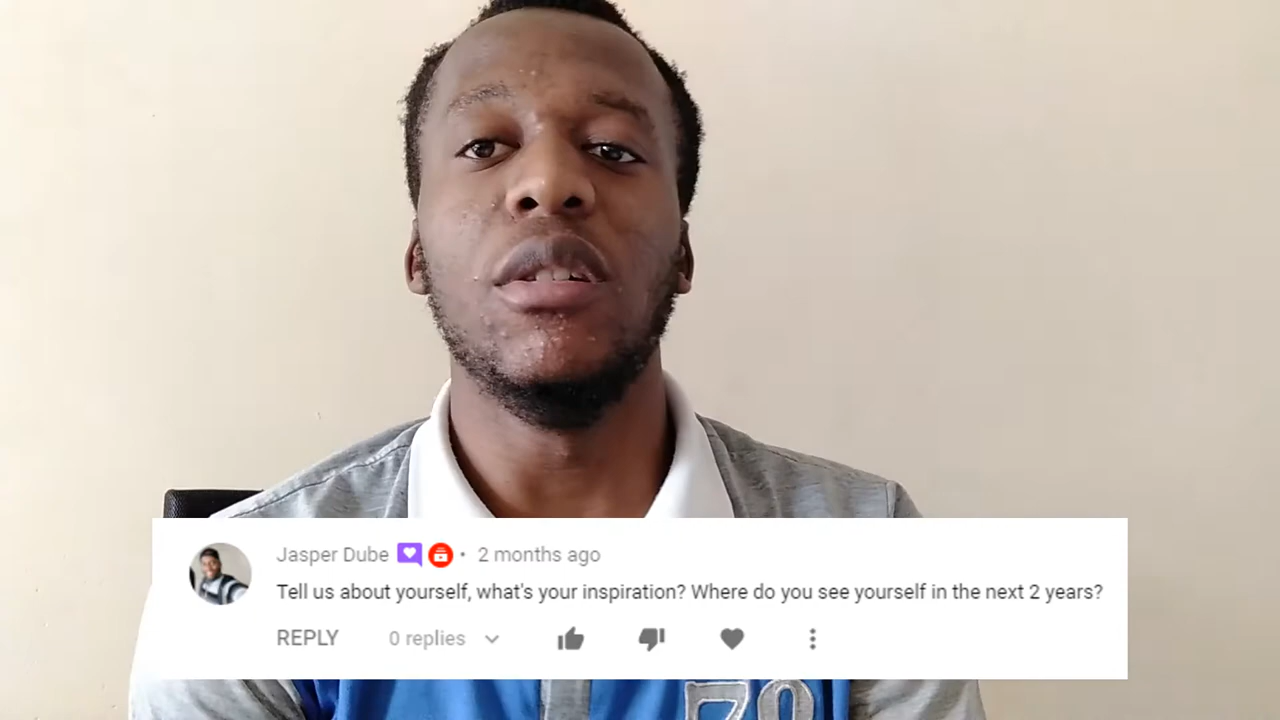 Jasper Dube • 2 months ago
Tell us about yourself, what's your inspiration? Where do you see yourself in the next 2 years?
REPLY 0 replies